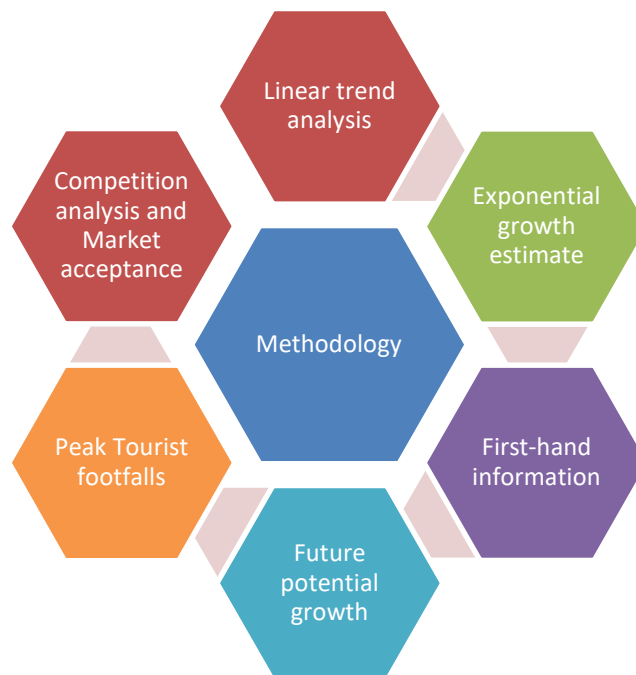 Linear trend
analysis
Competition
analysis and
Market
acceptance
Exponential
growth
estimate
Methodology
Peak Tourist
footfalls
First-hand
information
Future
potential
growth